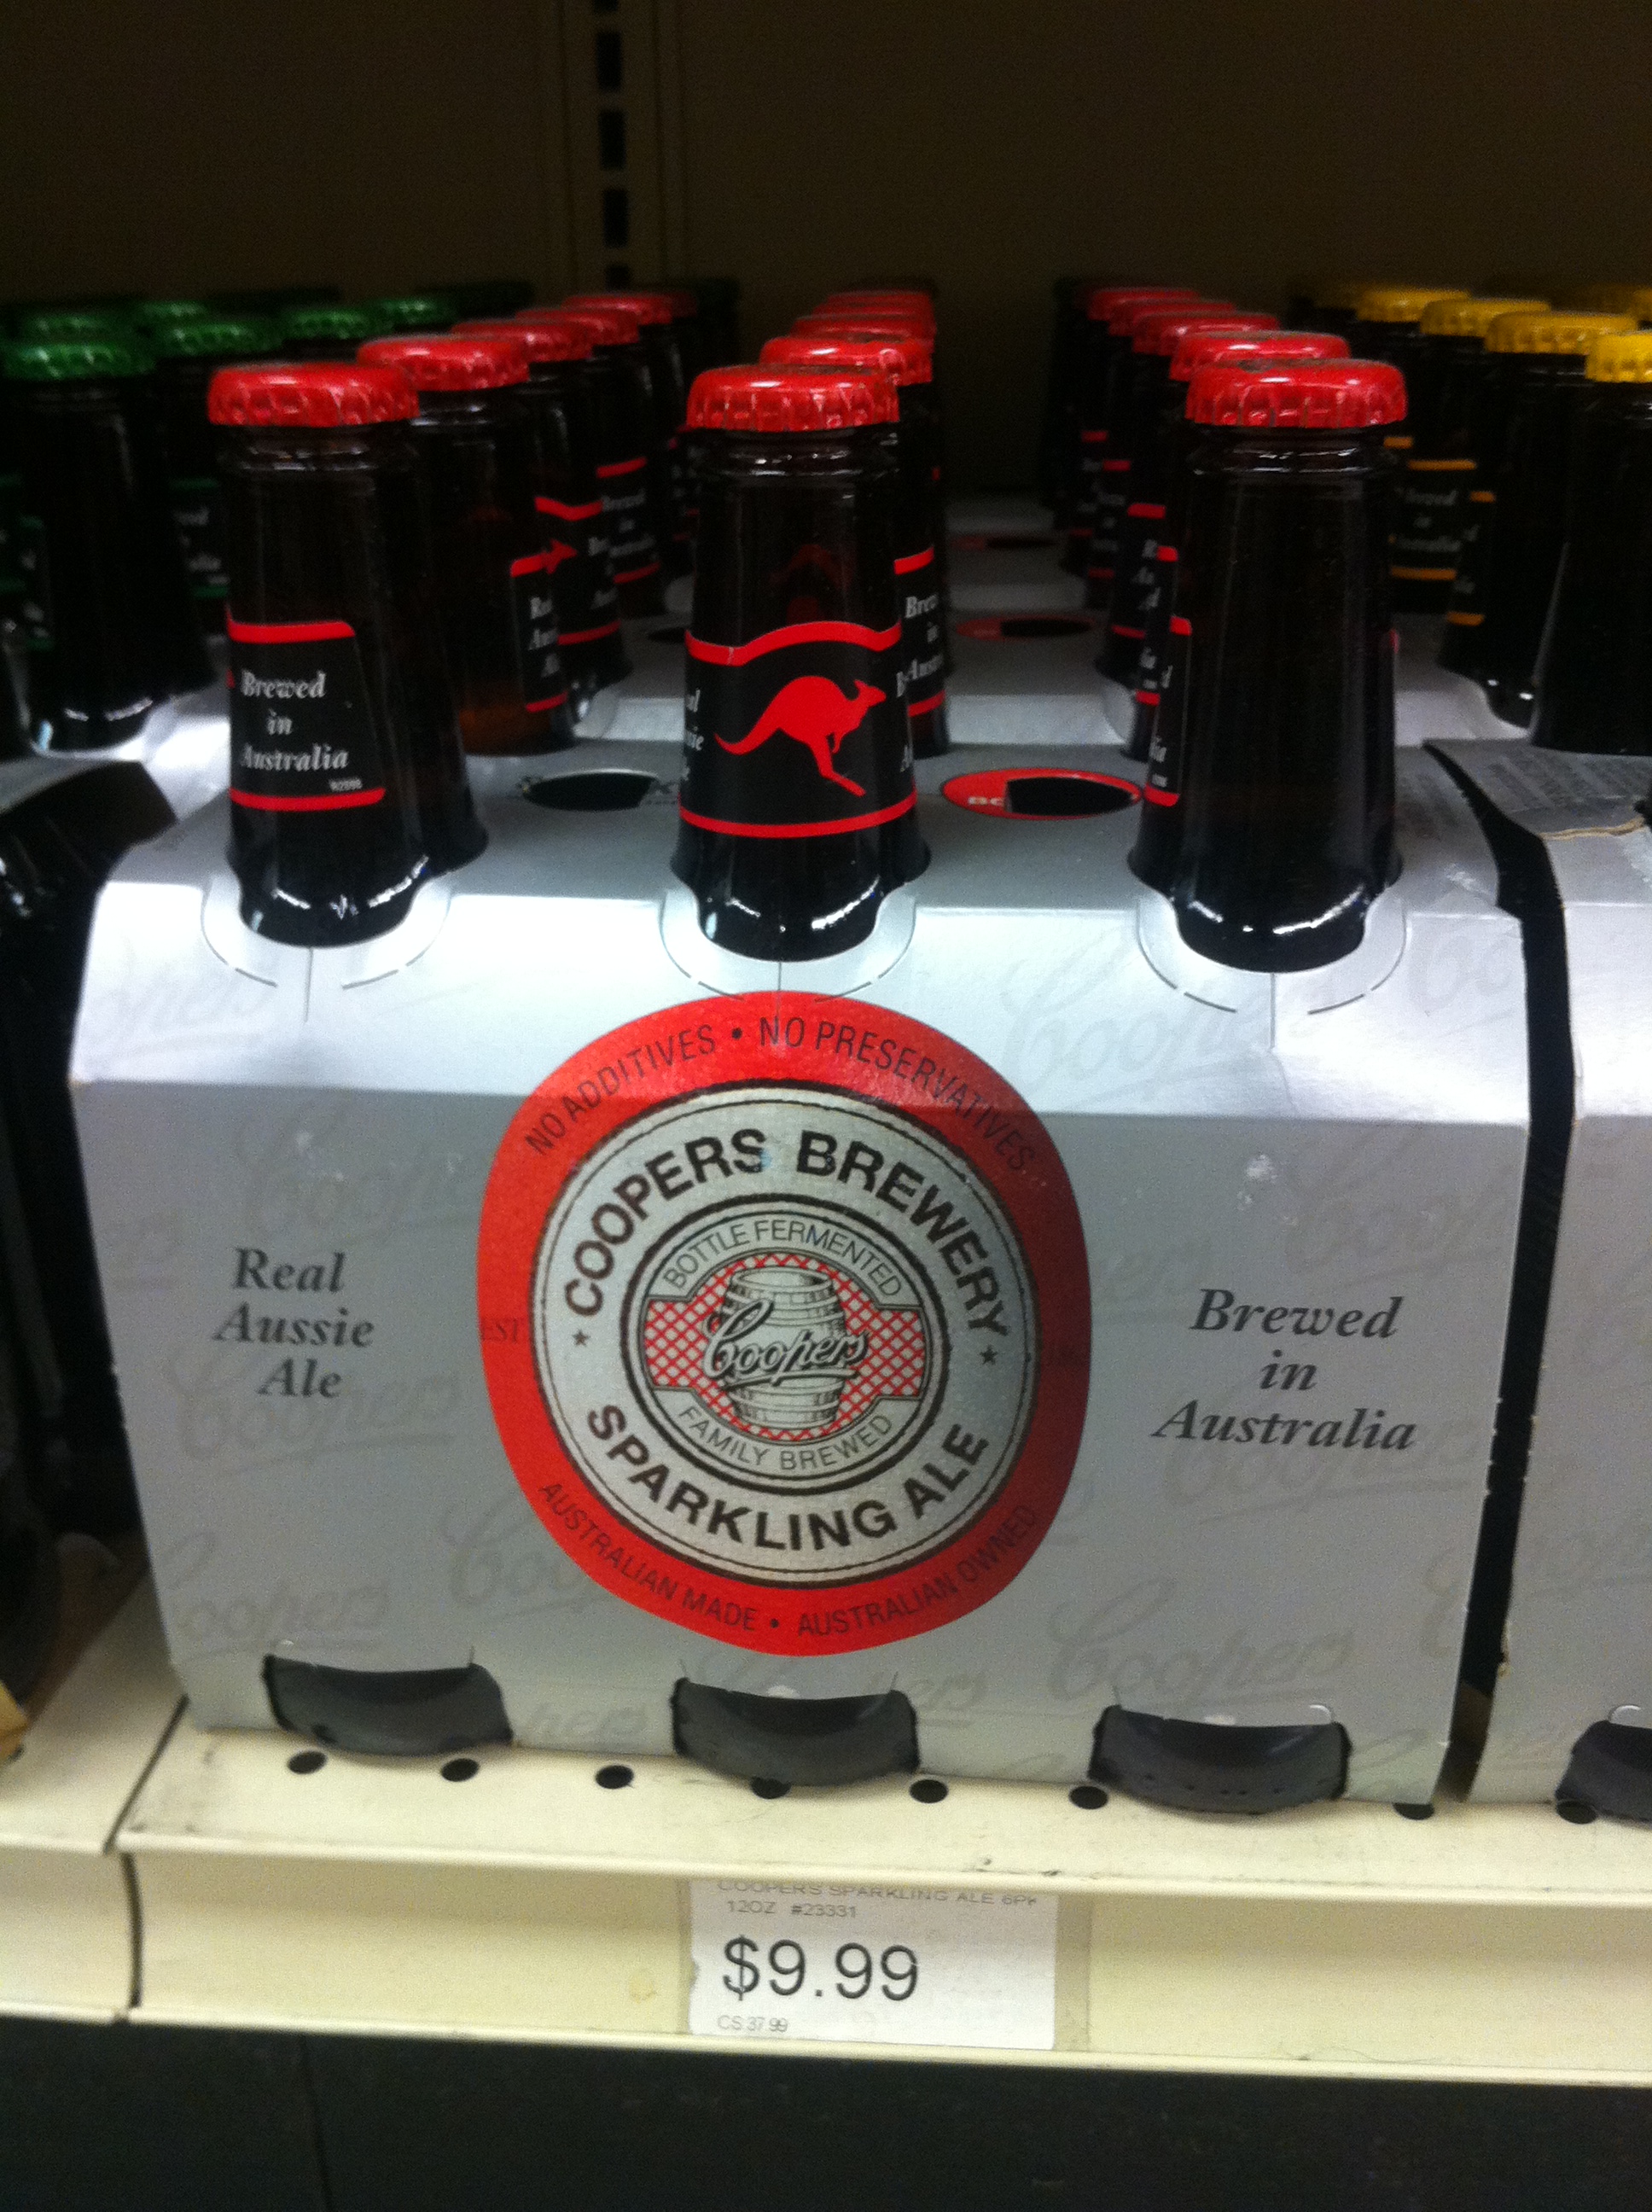 Brewed
in
Australia
NO ADDITIVES • NO PRESERVATIVES
COOPERS BREWERY
BOTTLE FERMENTED
Coopers
FAMILY BREWED
SPARKLING ALE
AUSTRALIAN MADE • AUSTRALIAN OWNED
Real
Aussie
Ale
Brewed
in
Australia
COOPERS SPARKLING ALE 6PK
12OZ #23331
$9.99
CS 37.99